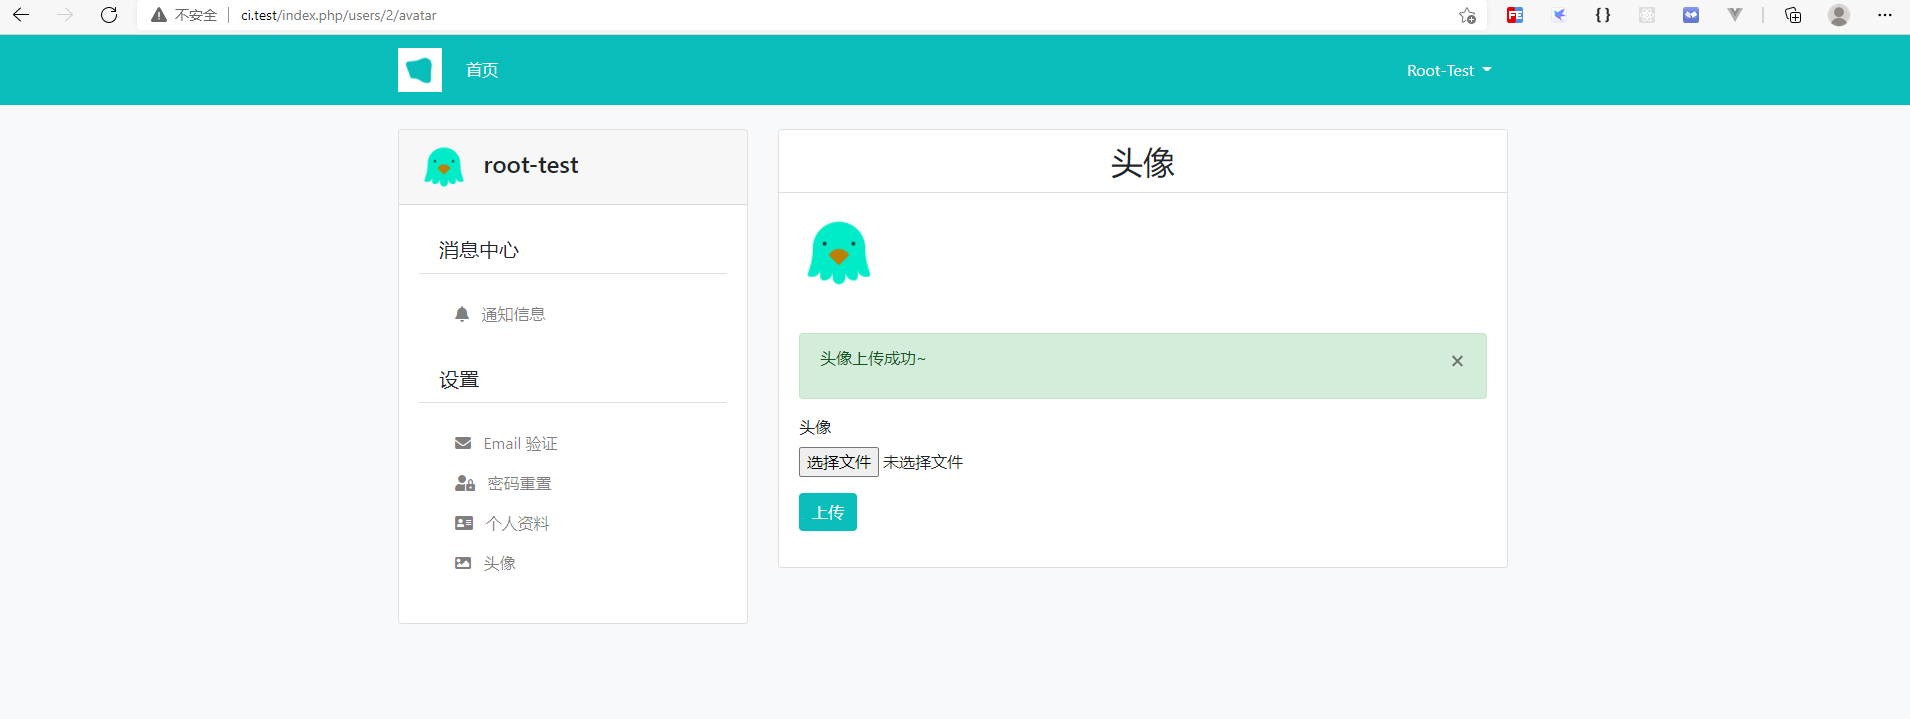 不安全
ci.test/index.php/users/2/avatar
首页
Root-Test
root-test
消息中心
通知信息
设置
Email 验证
密码重置
个人资料
头像
头像
头像上传成功~
×
头像
选择文件 未选择文件
上传